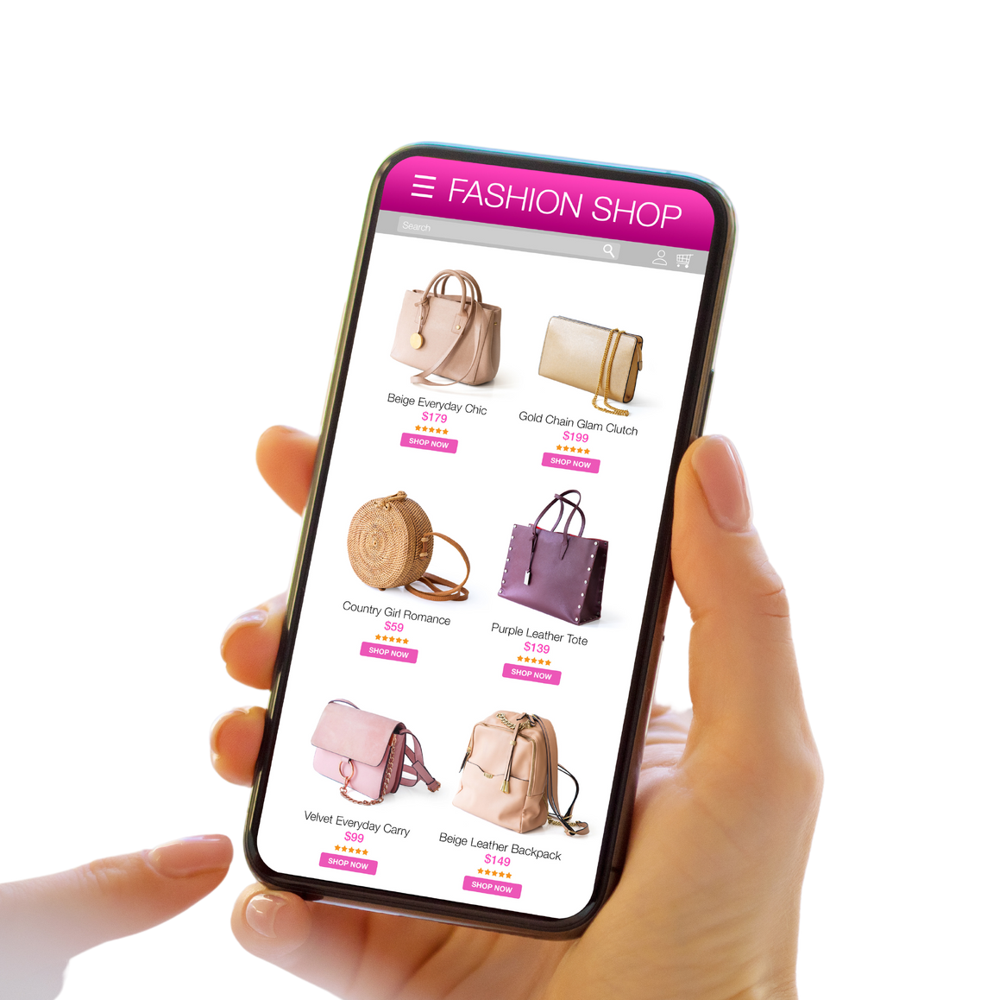 FASHION SHOP
Search
Beige Everyday Chic
$179
SHOP NOW
Gold Chain Glam Clutch
$199
SHOP NOW
Country Girl Romance
$59
SHOP NOW
Purple Leather Tote
$139
SHOP NOW
Velvet Everyday Carry
$99
SHOP NOW
Beige Leather Backpack
$149
SHOP NOW